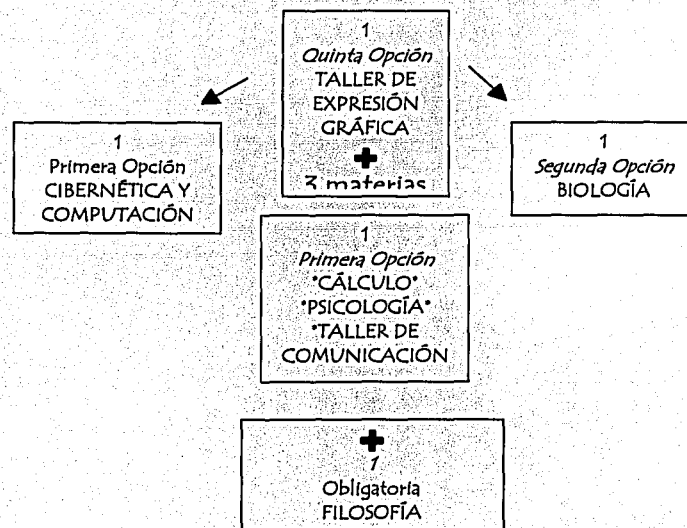 1
Quinta Opción
TALLER DE
EXPRESIÓN
GRÁFICA
+
3 materias
1
Primera Opción
CIBERNÉTICA Y
COMPUTACIÓN
1
Segunda Opción
BIOLOGÍA
1
Primera Opción
*CÁLCULO*
*PSICOLOGÍA*
*TALLER DE
COMUNICACIÓN
+
1
Obligatoria
FILOSOFÍA